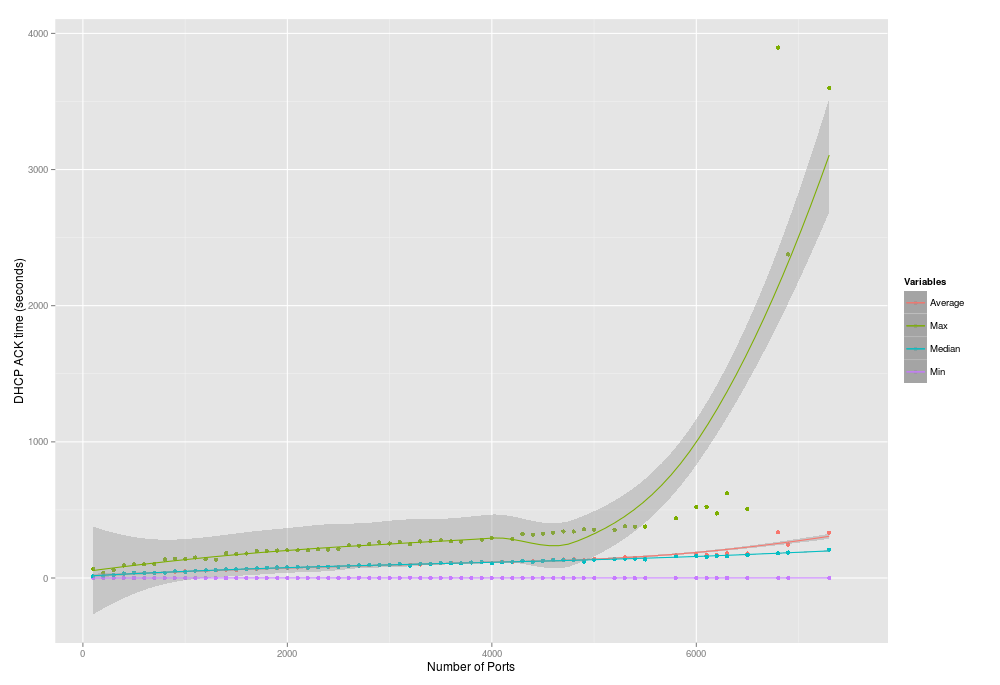 4000
3000
2000
1000
0
DHCP ACK time (seconds)
0
2000
4000
6000
Number of Ports
Variables
Average
Max
Median
Min